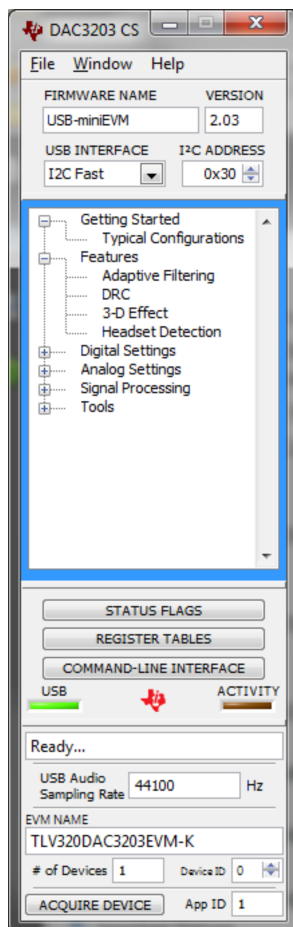 DAC3203 CS
File Window Help
FIRMWARE NAME VERSION
USB-miniEVM 2.03
USB INTERFACE I²C ADDRESS
I2C Fast 0x30
Getting Started
Typical Configurations
Features
Adaptive Filtering
DRC
3-D Effect
Headset Detection
Digital Settings
Analog Settings
Signal Processing
Tools
STATUS FLAGS
REGISTER TABLES
COMMAND-LINE INTERFACE
USB ACTIVITY
Ready...
USB Audio
Sampling Rate 44100 Hz
EVM NAME
TLV320DAC3203EVM-K
# of Devices 1 Device ID 0
ACQUIRE DEVICE App ID 1